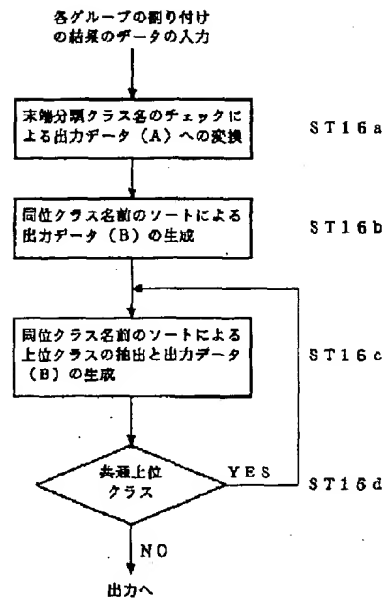 各グループの割り付け
の結果のデータの入力
末端分類クラス名のチェックに
よる出力データ（A）への変換
ST16a
同位クラス名前のソートによる
出力データ（B）の生成
ST16b
同位クラス名前のソートによる
上位クラスの抽出と出力データ
（B）の生成
ST16c
共通上位
クラス
YES
ST16d
NO
出力へ